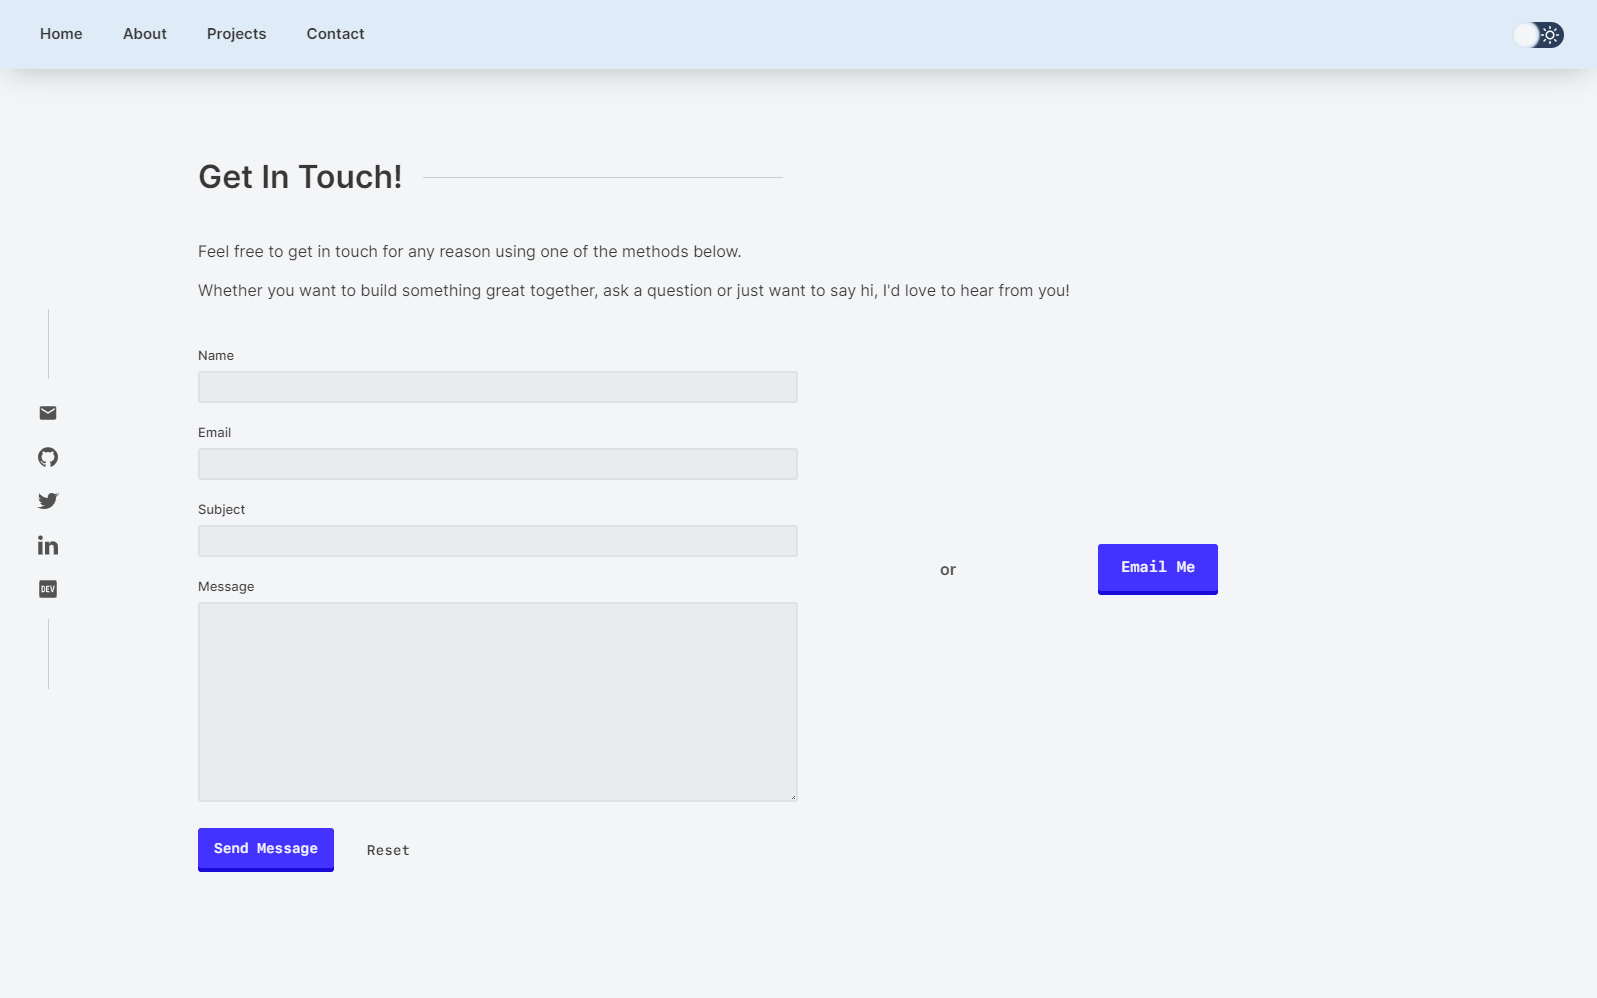 Home About Projects Contact
Get In Touch!
Feel free to get in touch for any reason using one of the methods below.
Whether you want to build something great together, ask a question or just want to say hi, I'd love to hear from you!
Name
Email
Subject
Message
or
Email Me
DEV
Send Message Reset